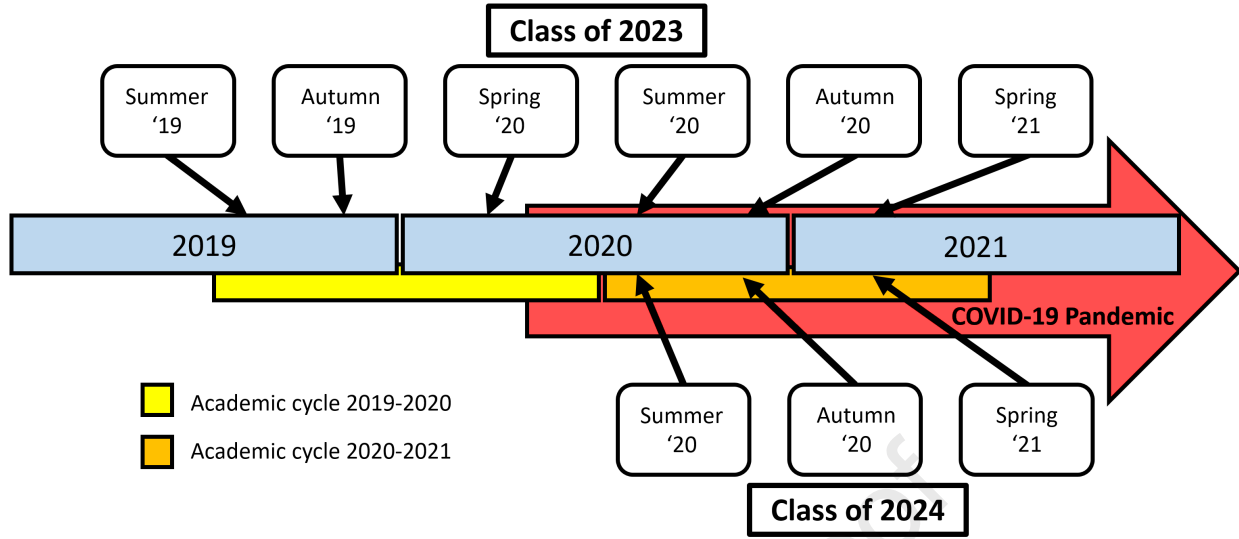 Class of 2023
Summer
‘19
Autumn
‘19
Spring
‘20
Summer
‘20
Autumn
‘20
Spring
‘21
2019
2020
2021
COVID-19 Pandemic
Academic cycle 2019-2020
Academic cycle 2020-2021
Summer
‘20
Autumn
‘20
Spring
‘21
Class of 2024